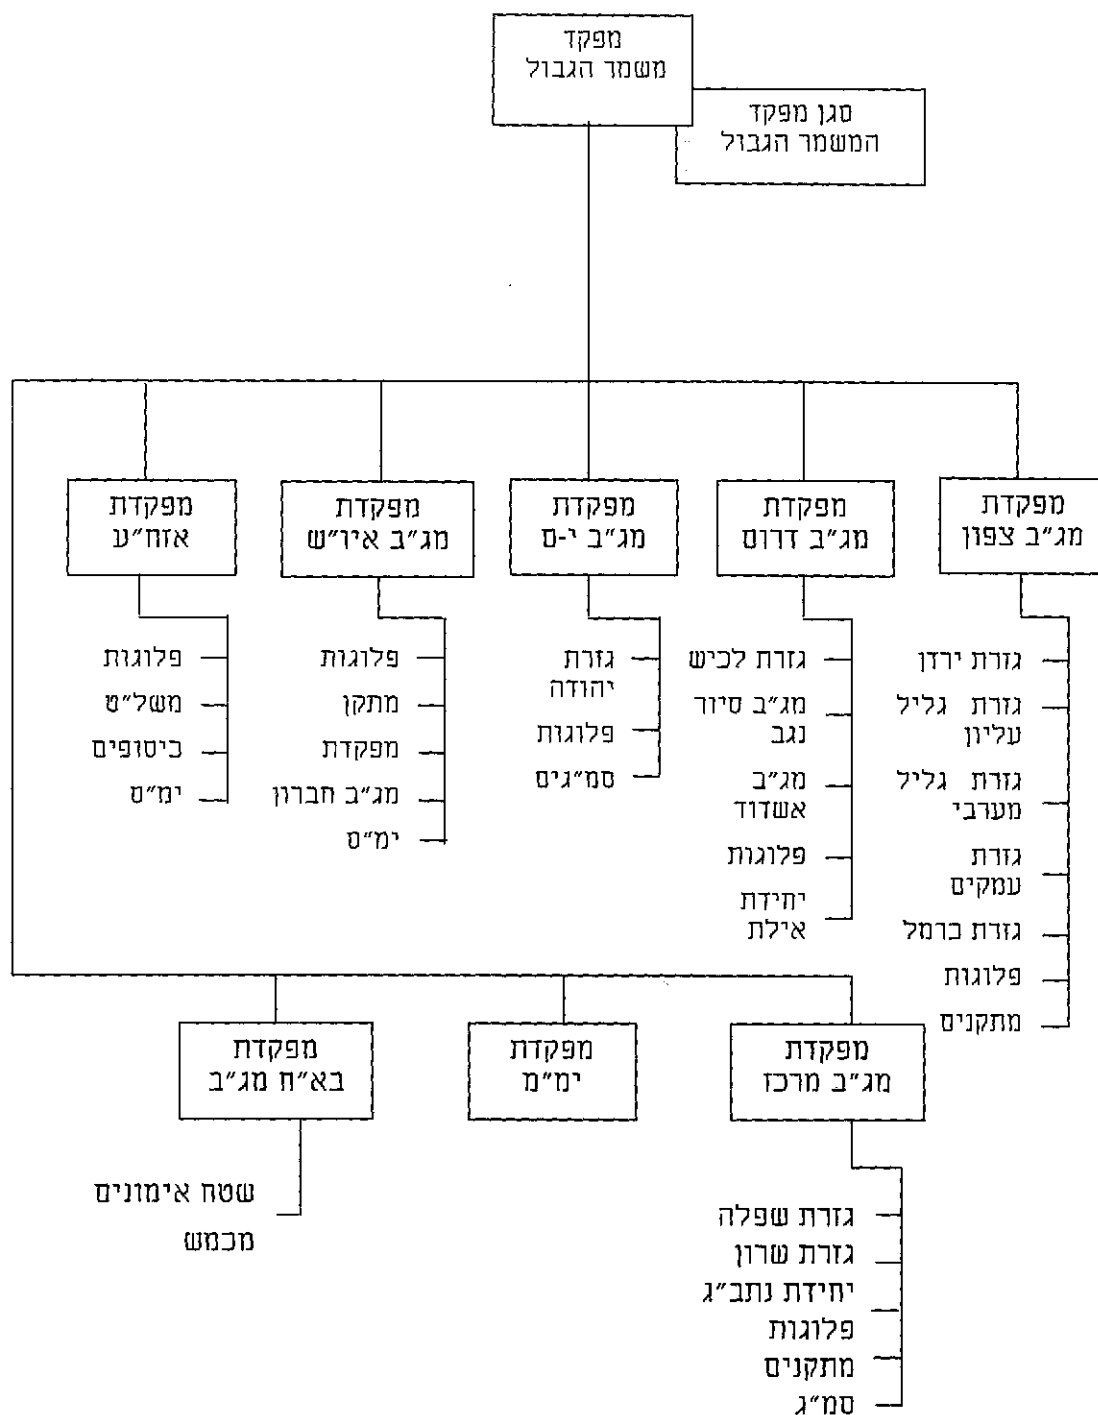 מפקד
משמר הגבול
סגן מפקד
המשמר הגבול
מפקדת
מג"ב צפון
גזרת ירדן
גזרת גליל
עליון
גזרת גליל
מערבי
גזרת
עמקים
גזרת כרמל
פלוגות
מתקנים
מפקדת
מג"ב דרום
גזרת לכיש
מג"ב סיור
נגב
מג"ב
אשדוד
פלוגות
יחידת
אילת
מפקדת
מג"ב י-ם
גזרת
יהודה
פלוגות
סמ"גים
מפקדת
מג"ב איו"ש
פלוגות
מתקן
מפקדת
מג"ב חברון
ימ"ס
מפקדת
אזח"ע
פלוגות
משל"ט
כיסופים
ימ"ס
מפקדת
מג"ב מרכז
גזרת שפלה
גזרת שרון
יחידת נתב"ג
פלוגות
מתקנים
סמ"ג
מפקדת
ימ"מ
מפקדת
בא"ח מג"ב
שטח אימונים
מכמש